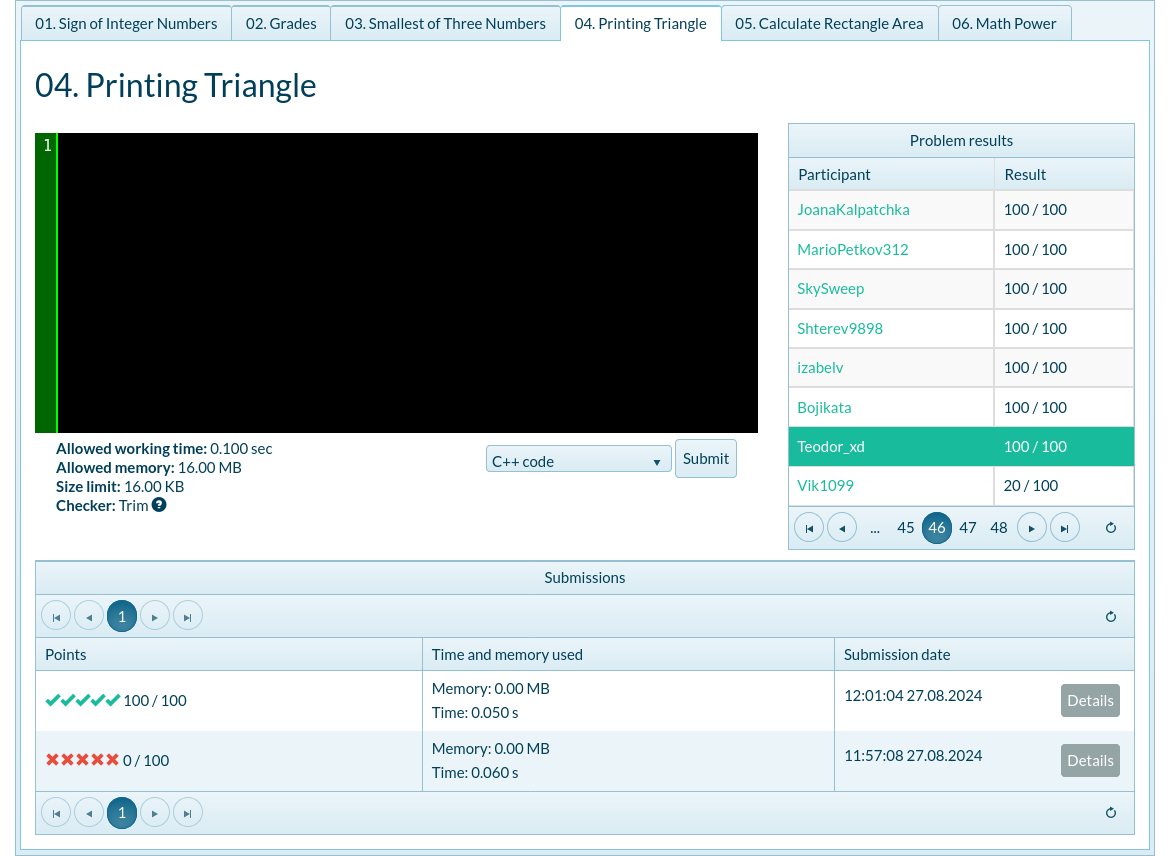 01. Sign of Integer Numbers
02. Grades
03. Smallest of Three Numbers
04. Printing Triangle
05. Calculate Rectangle Area
06. Math Power
04. Printing Triangle
1
Allowed working time: 0.100 sec
Allowed memory: 16.00 MB
Size limit: 16.00 KB
Checker: Trim ?
C++ code
Submit
Problem results
Participant Result
JoanaKalpatchka 100 / 100
MarioPetkov312 100 / 100
SkySweep 100 / 100
Shterev9898 100 / 100
izabelv 100 / 100
Bojikata 100 / 100
Teodor_xd 100 / 100
Vik1099 20 / 100
... 45 46 47 48
Submissions
1
Points Time and memory used Submission date
100 / 100
Memory: 0.00 MB
Time: 0.050 s
12:01:04 27.08.2024
Details
0 / 100
Memory: 0.00 MB
Time: 0.060 s
11:57:08 27.08.2024
Details
1